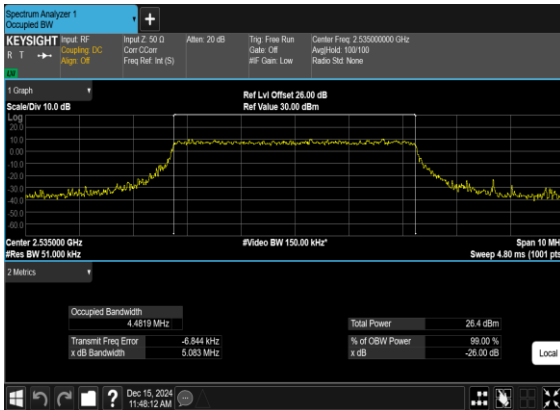 Spectrum Analyzer 1
Occupied BW
KEYSIGHT
R T
LXI
Input: RF
Coupling: DC
Align: Off
Input Z: 50 Ω
Corr CCorr
Freq Ref: Int (S)
Atten: 20 dB
Trig: Free Run
Gate: Off
#IF Gain: Low
Center Freq: 2.535000000 GHz
Avg|Hold: 100/100
Radio Std: None
1 Graph
Scale/Div 10.0 dB
Ref Lvl Offset 26.00 dB
Ref Value 30.00 dBm
Log
20.0
10.0
0.00
-10.0
-20.0
-30.0
-40.0
-50.0
-60.0
Center 2.535000 GHz
#Res BW 51.000 kHz
#Video BW 150.00 kHz*
Span 10 MH
Sweep 4.80 ms (1001 pts
2 Metrics
Occupied Bandwidth
4.4819 MHz
Transmit Freq Error -6.844 kHz
x dB Bandwidth 5.083 MHz
Total Power 26.4 dBm
% of OBW Power 99.00 %
x dB -26.00 dB
Local
Dec 15, 2024
11:48:12 AM